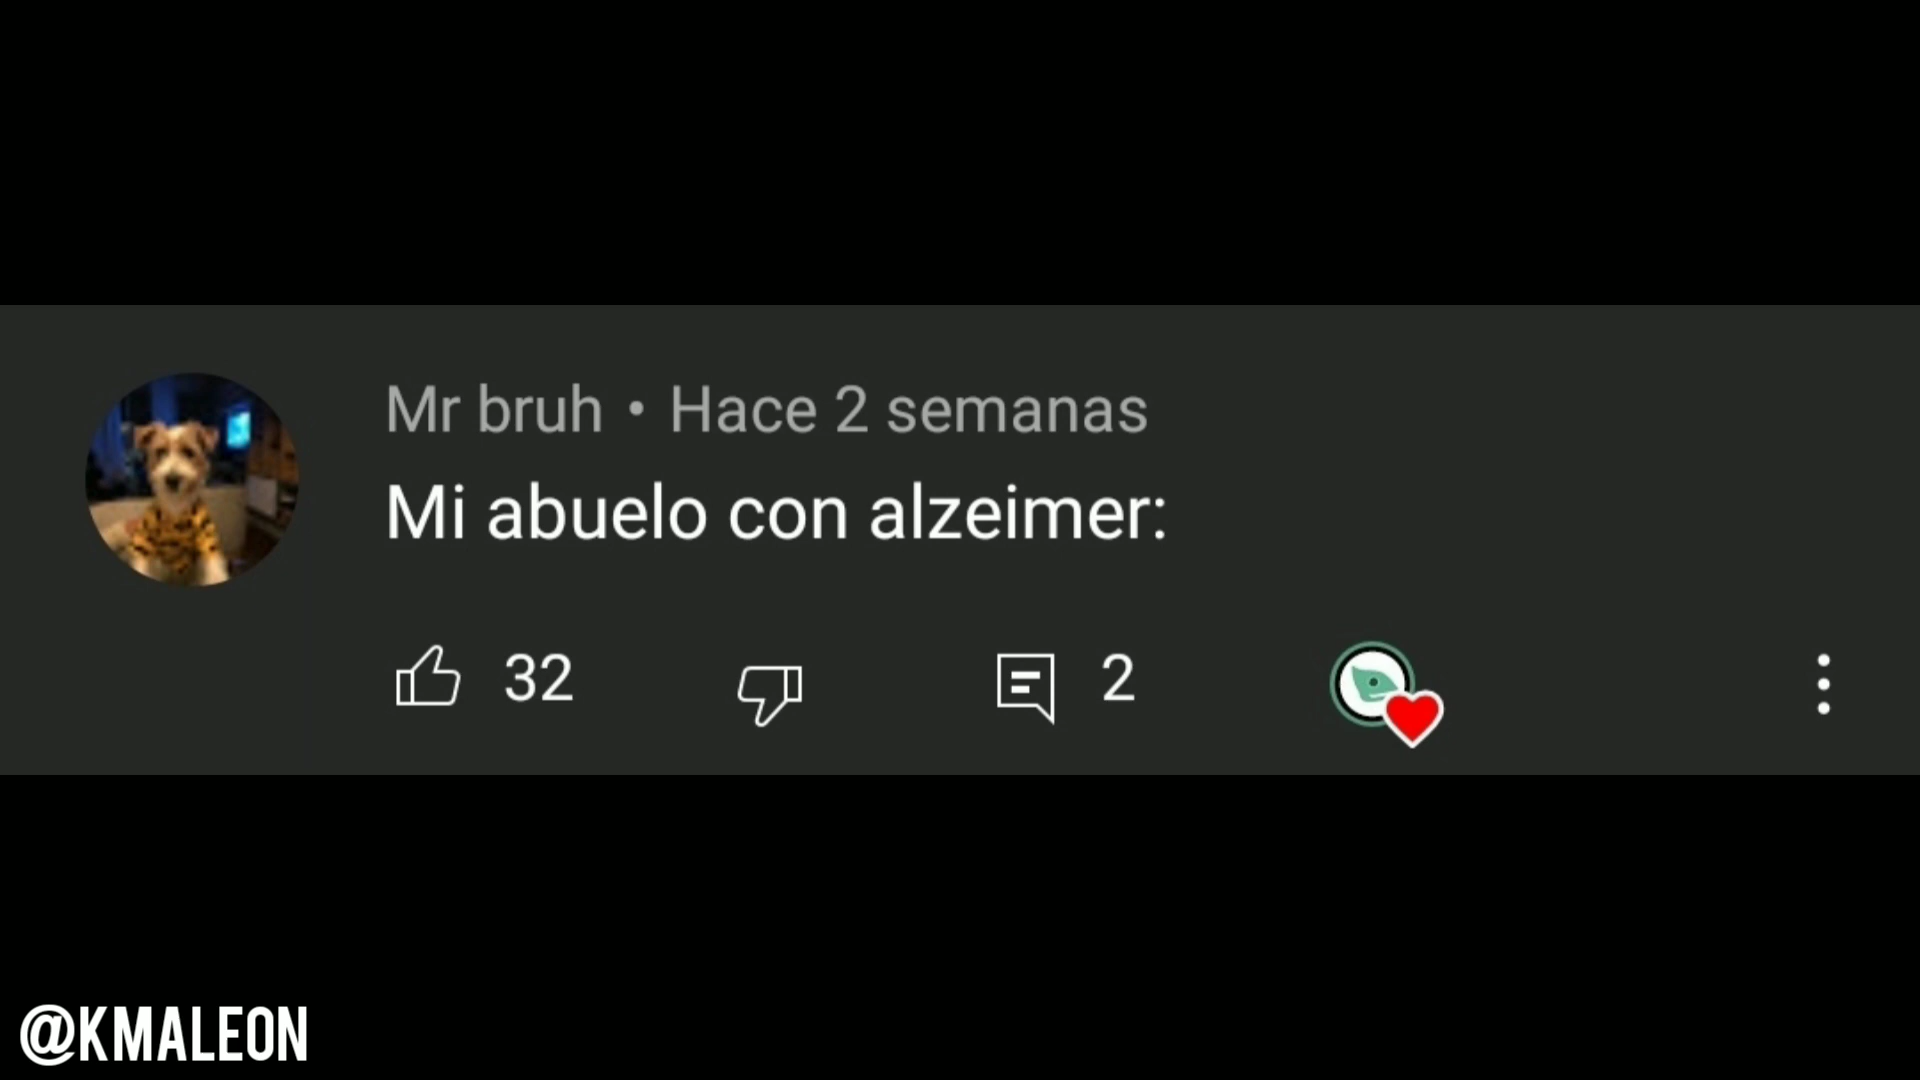 Mr bruh • Hace 2 semanas
Mi abuelo con alzeimer:
32 2
@KMALEON